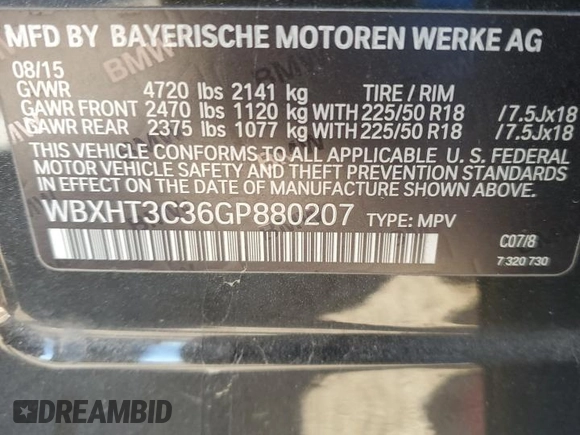 MFD BY BAYERISCHE MOTOREN WERKE AG
08/15
GVWR 4720 lbs 2141 kg TIRE / RIM
GAWR FRONT 2470 lbs 1120 kg WITH 225/50 R18 /7.5Jx18
GAWR REAR 2375 lbs 1077 kg WITH 225/50 R18 /7.5Jx18
THIS VEHICLE CONFORMS TO ALL APPLICABLE U. S. FEDERAL
MOTOR VEHICLE SAFETY AND THEFT PREVENTION STANDARDS
IN EFFECT ON THE DATE OF MANUFACTURE SHOWN ABOVE.
WBXHT3C36GP880207 TYPE: MPV
C07/8
7 320 730
DREAMBID